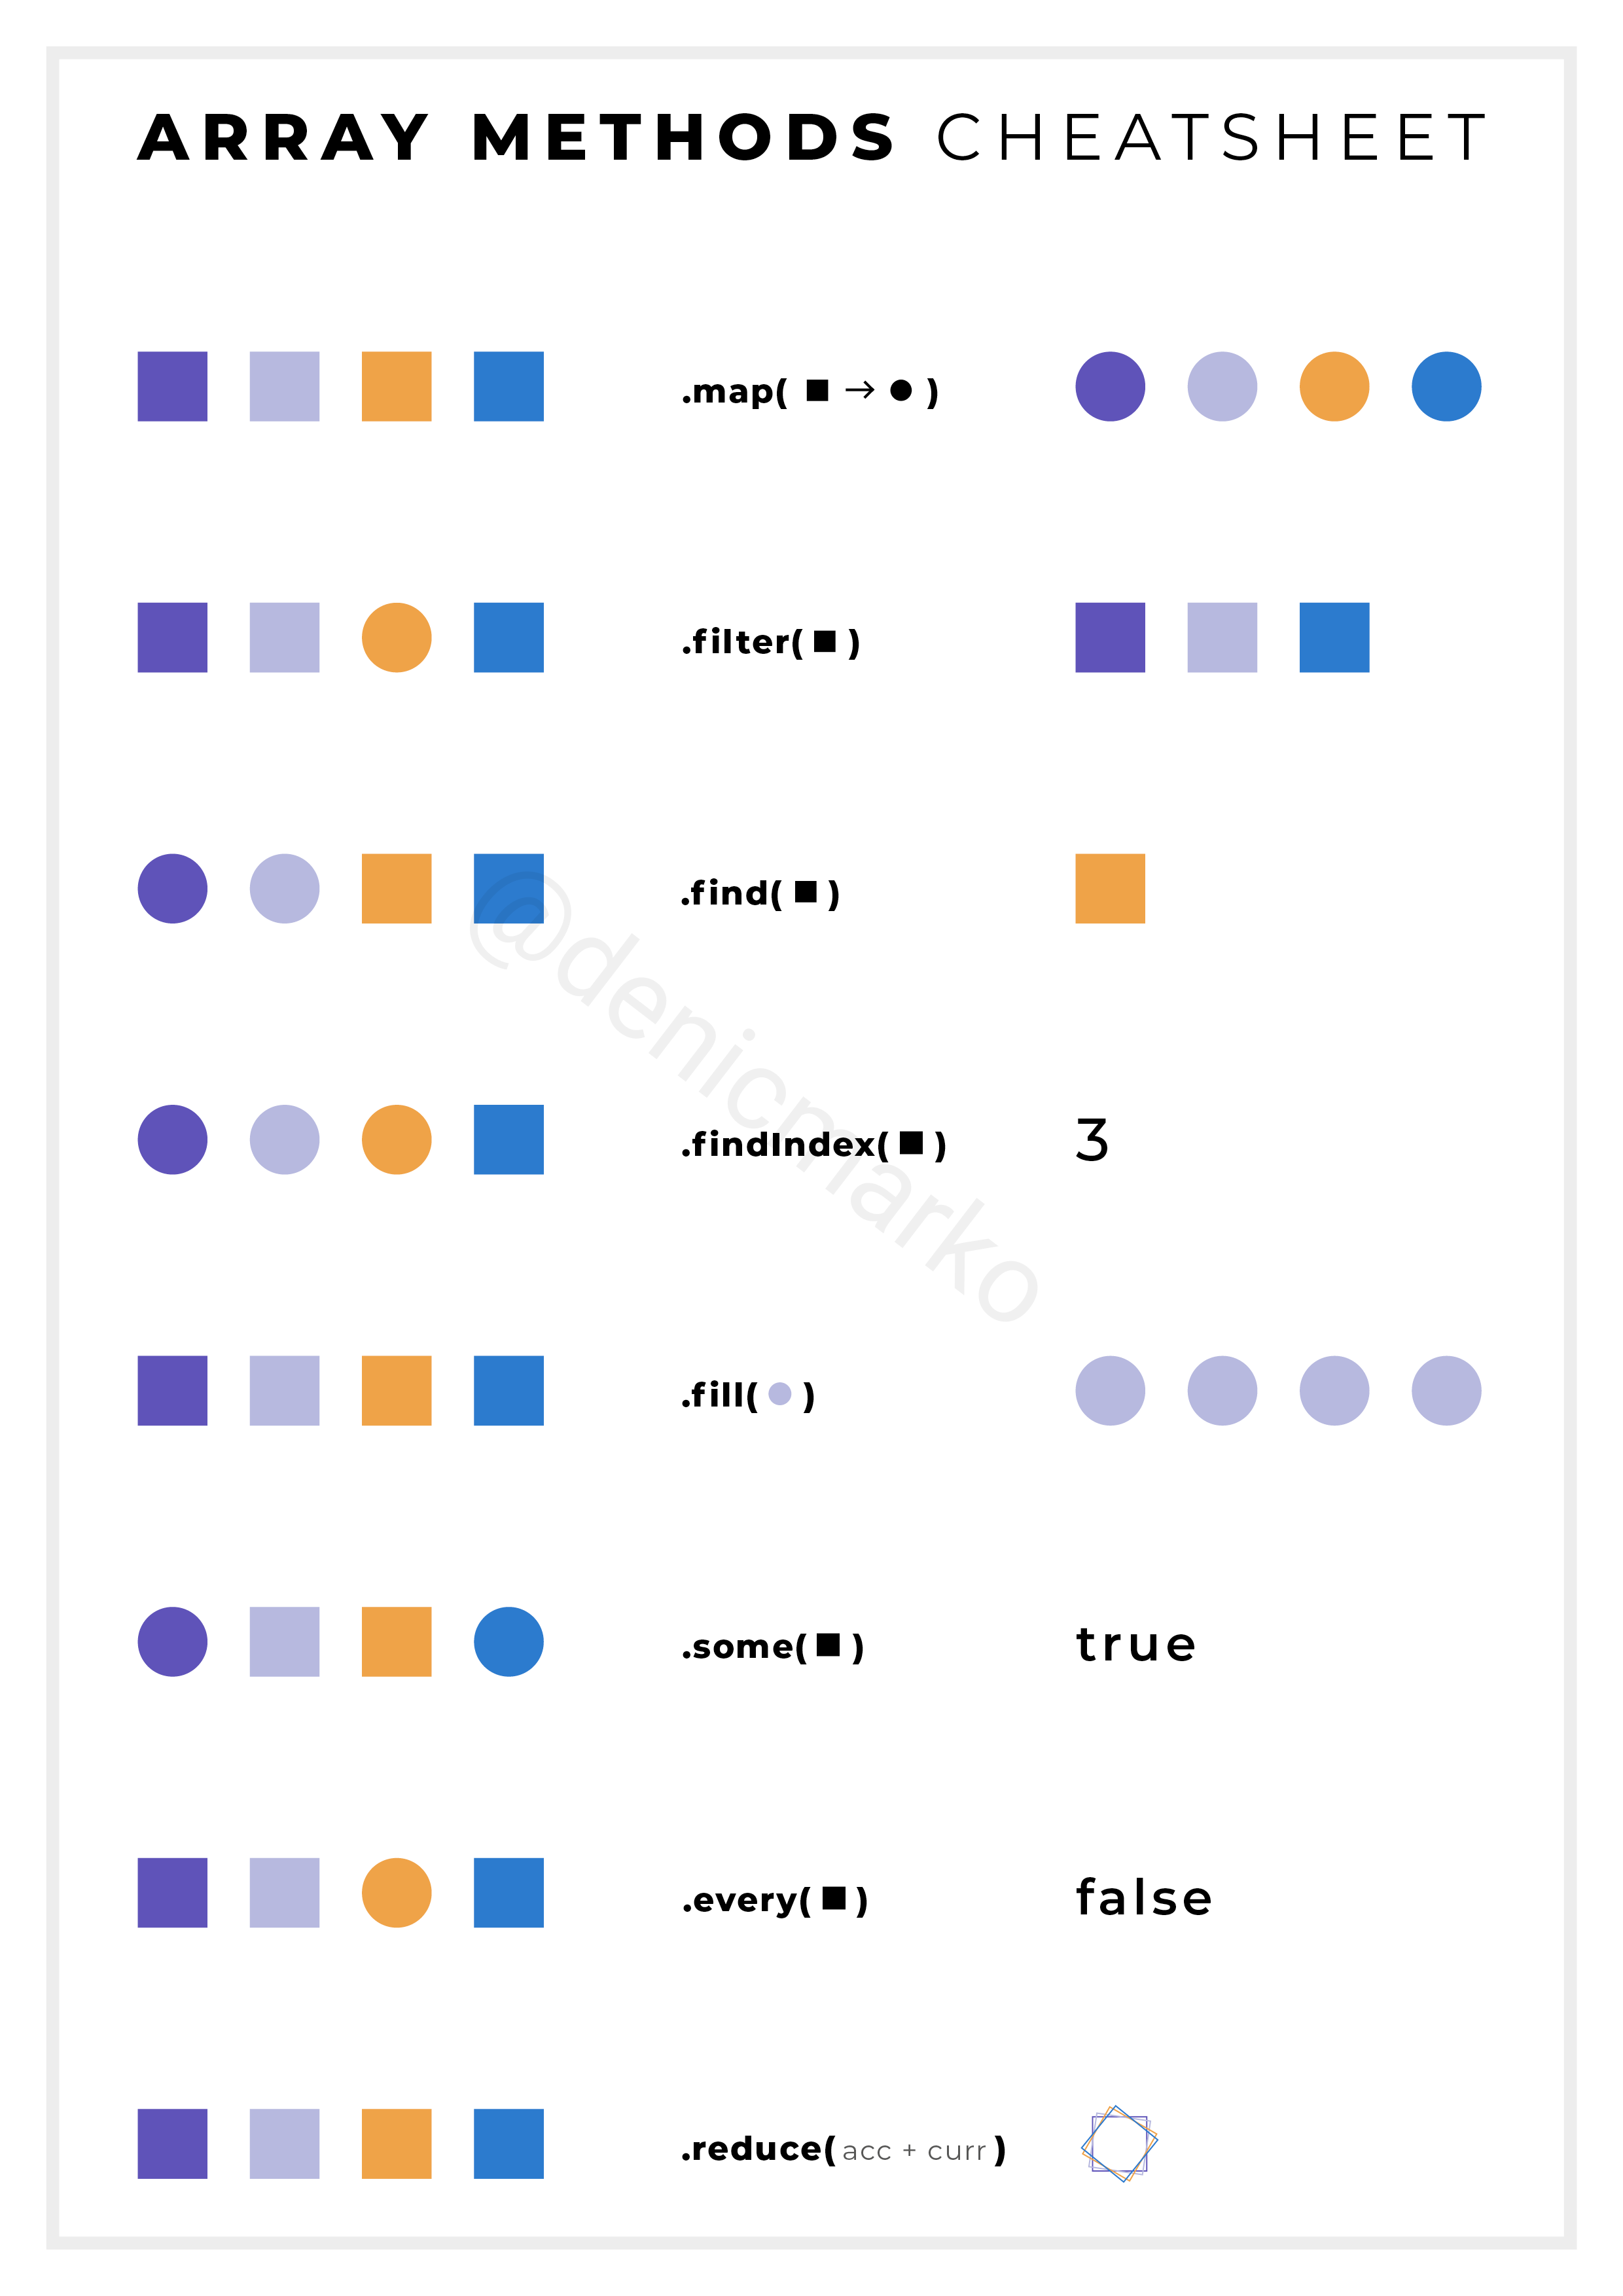 ARRAY METHODS CHEATSHEET
.map( ■ → ● )
.filter( ■ )
.find( ■ )
@denicmarko
.findIndex( ■ )
3
.fill( ● )
.some( ■ )
true
.every( ■ )
false
.reduce( acc + curr )